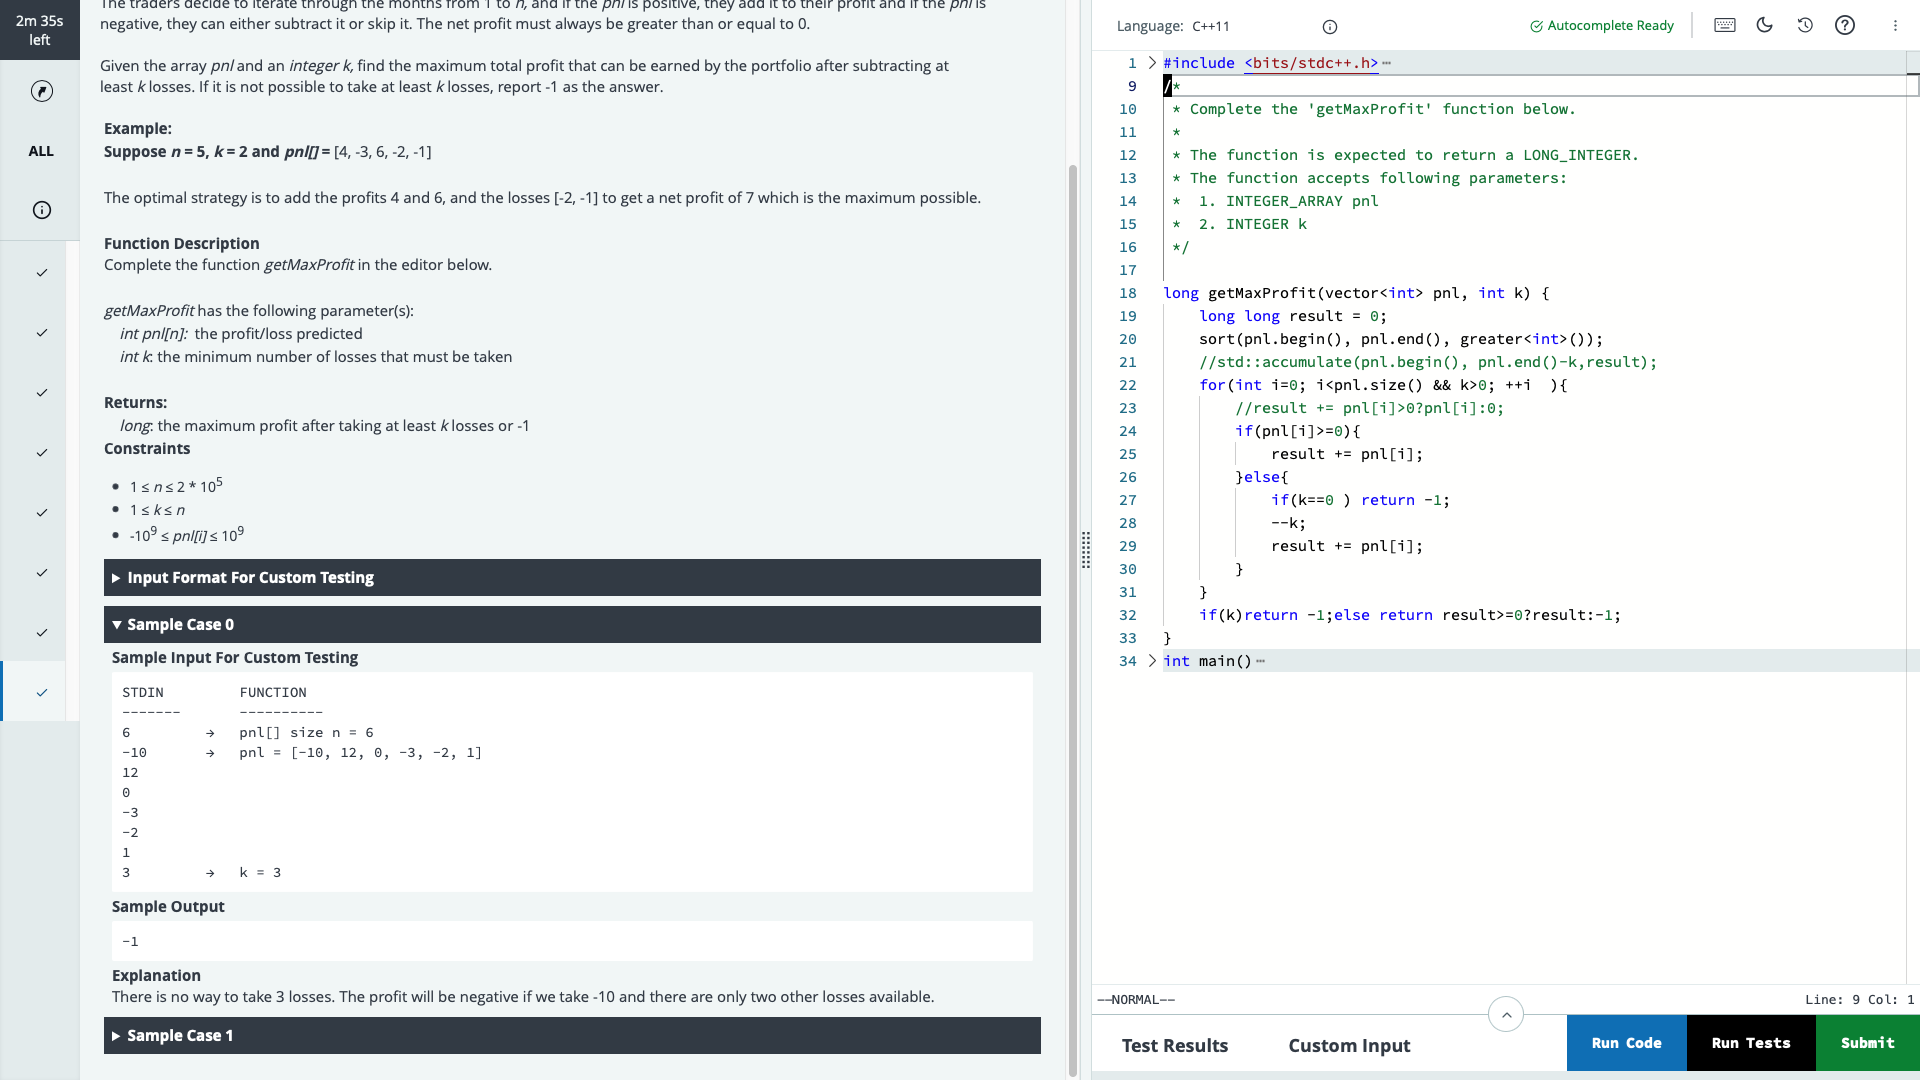 2m 35s
left
ALL
The traders decide to iterate through the months from 1 to n, and if the pnl is positive, they add it to their profit and if the pnl is
negative, they can either subtract it or skip it. The net profit must always be greater than or equal to 0.
Given the array pnl and an integer k, find the maximum total profit that can be earned by the portfolio after subtracting at
least k losses. If it is not possible to take at least k losses, report -1 as the answer.
Example:
Suppose n = 5, k = 2 and pnl[] = [4, -3, 6, -2, -1]
The optimal strategy is to add the profits 4 and 6, and the losses [-2, -1] to get a net profit of 7 which is the maximum possible.
Function Description
Complete the function getMaxProfit in the editor below.
getMaxProfit has the following parameter(s):
int pnl[n]: the profit/loss predicted
int k: the minimum number of losses that must be taken
Returns:
long: the maximum profit after taking at least k losses or -1
Constraints
• 1 ≤ n ≤ 2 * 10⁵
• 1 ≤ k ≤ n
• -10⁹ ≤ pnl[i] ≤ 10⁹
▶ Input Format For Custom Testing
▼ Sample Case 0
Sample Input For Custom Testing
STDIN FUNCTION
------- ----------
6 → pnl[] size n = 6
-10 → pnl = [-10, 12, 0, -3, -2, 1]
12
0
-3
-2
1
3 → k = 3
Sample Output
-1
Explanation
There is no way to take 3 losses. The profit will be negative if we take -10 and there are only two other losses available.
▶ Sample Case 1
Language: C++11
Autocomplete Ready
1 #include <bits/stdc++.h>
9 /*
10 * Complete the 'getMaxProfit' function below.
11 *
12 * The function is expected to return a LONG_INTEGER.
13 * The function accepts following parameters:
14 * 1. INTEGER_ARRAY pnl
15 * 2. INTEGER k
16 */
17
18 long getMaxProfit(vector<int> pnl, int k) {
19 long long result = 0;
20 sort(pnl.begin(), pnl.end(), greater<int>());
21 //std::accumulate(pnl.begin(), pnl.end()-k,result);
22 for(int i=0; i<pnl.size() && k>0; ++i ){
23 //result += pnl[i]>0?pnl[i]:0;
24 if(pnl[i]>=0){
25 result += pnl[i];
26 }else{
27 if(k==0 ) return -1;
28 --k;
29 result += pnl[i];
30 }
31 }
32 if(k)return -1;else return result>=0?result:-1;
33 }
34 int main()
--NORMAL--
Line: 9 Col: 1
Test Results
Custom Input
Run Code
Run Tests
Submit